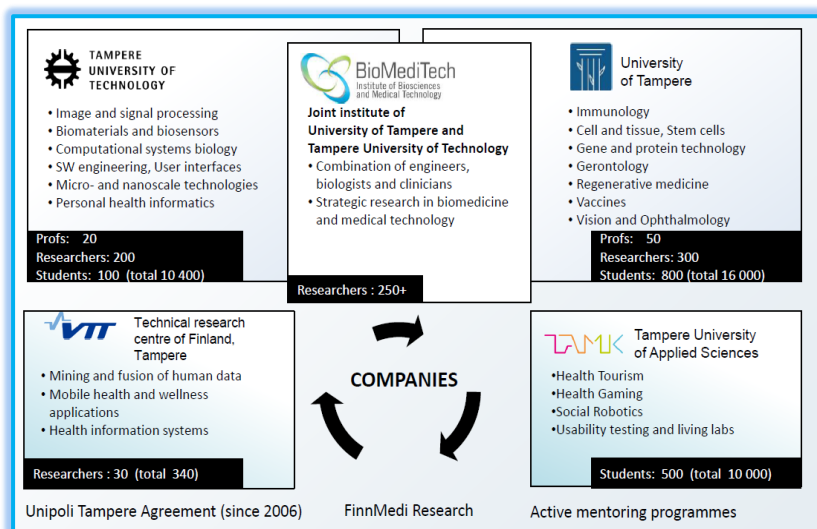 TAMPERE
UNIVERSITY OF
TECHNOLOGY
• Image and signal processing
• Biomaterials and biosensors
• Computational systems biology
• SW engineering, User interfaces
• Micro- and nanoscale technologies
• Personal health informatics
Profs: 20
Researchers: 200
Students: 100 (total 10 400)
BioMediTech
Institute of Biosciences
and Medical Technology
Joint institute of
University of Tampere and
Tampere University of Technology
• Combination of engineers,
biologists and clinicians
• Strategic research in biomedicine
and medical technology
Researchers : 250+
University
of Tampere
• Immunology
• Cell and tissue, Stem cells
• Gene and protein technology
• Gerontology
• Regenerative medicine
• Vaccines
• Vision and Ophthalmology
Profs: 50
Researchers: 300
Students: 800 (total 16 000)
VTT
Technical research
centre of Finland,
Tampere
• Mining and fusion of human data
• Mobile health and wellness
applications
• Health information systems
Researchers : 30 (total 340)
COMPANIES
TAMK
Tampere University
of Applied Sciences
•Health Tourism
•Health Gaming
•Social Robotics
•Usability testing and living labs
Students: 500 (total 10 000)
Unipoli Tampere Agreement (since 2006)
FinnMedi Research
Active mentoring programmes